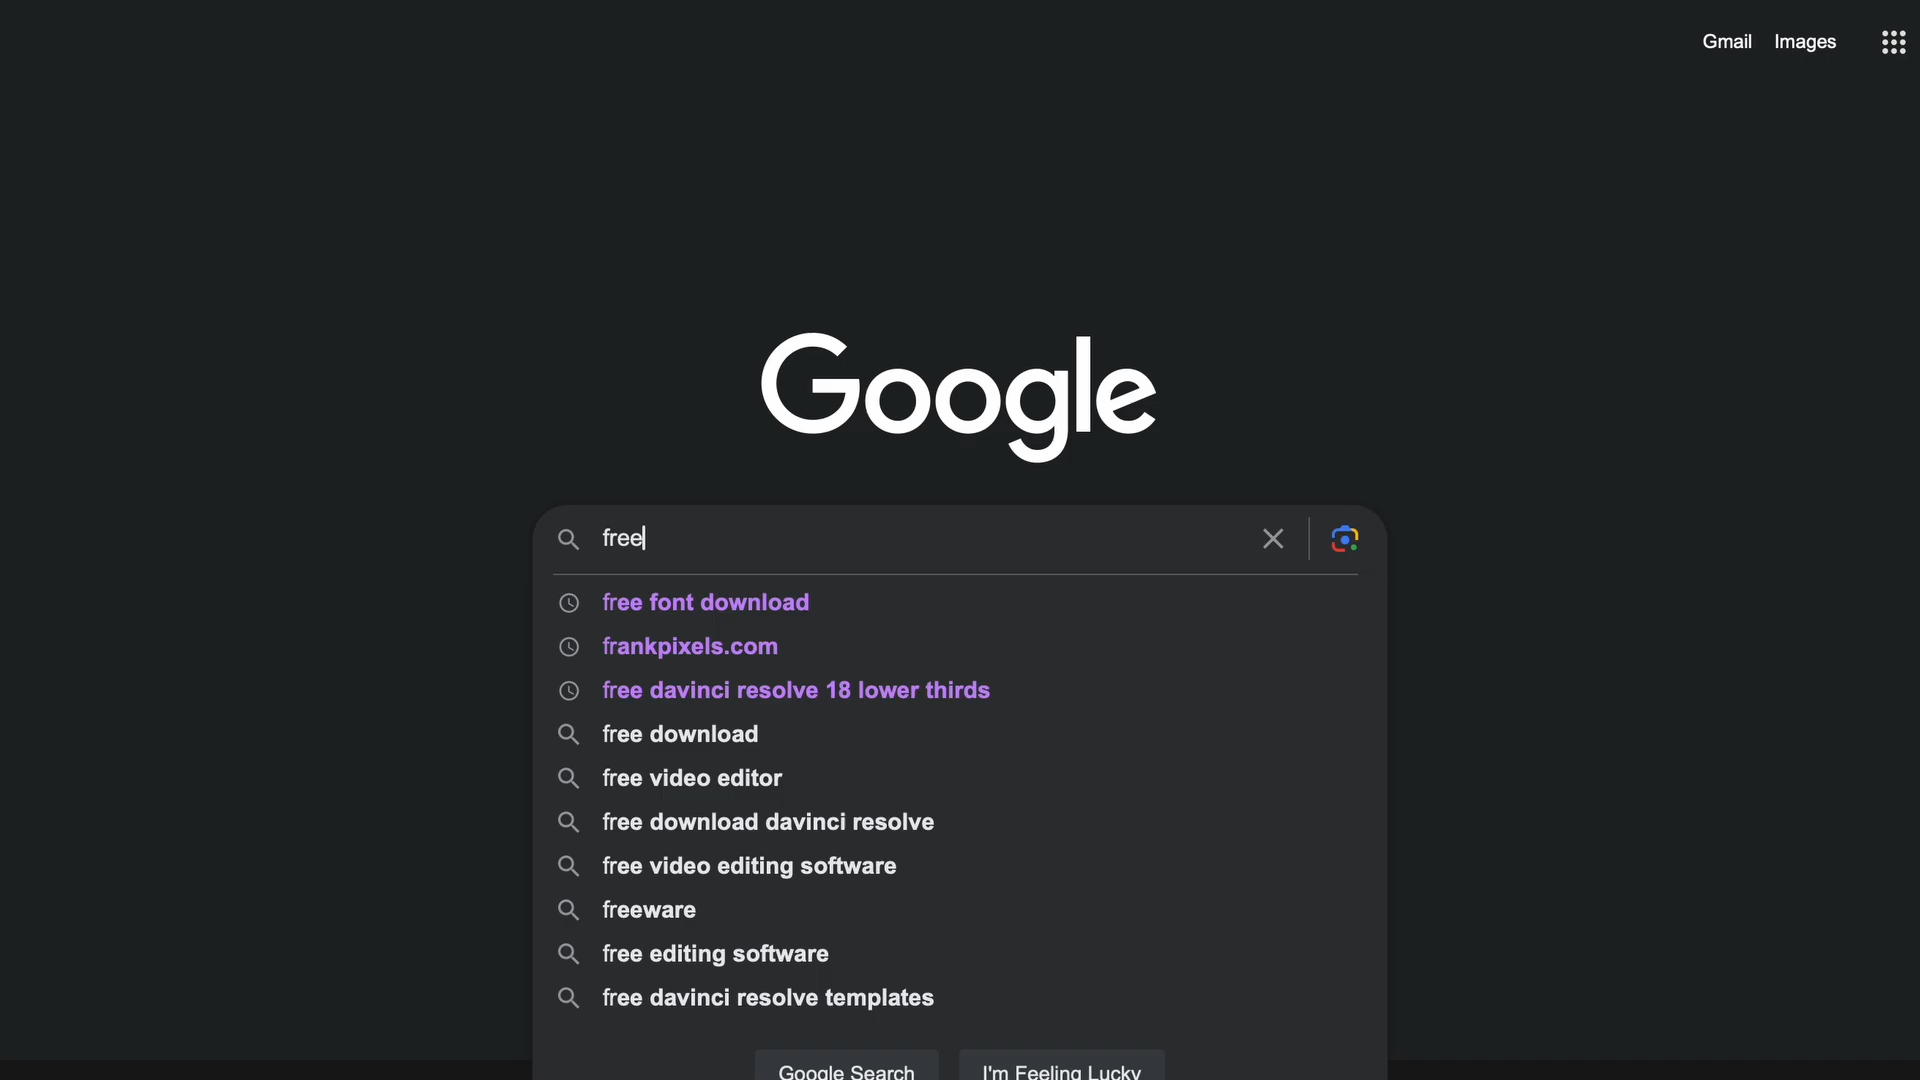 Gmail Images
Google
free
free font download
frankpixels.com
free davinci resolve 18 lower thirds
free download
free video editor
free download davinci resolve
free video editing software
freeware
free editing software
free davinci resolve templates
Google Search I'm Feeling Lucky